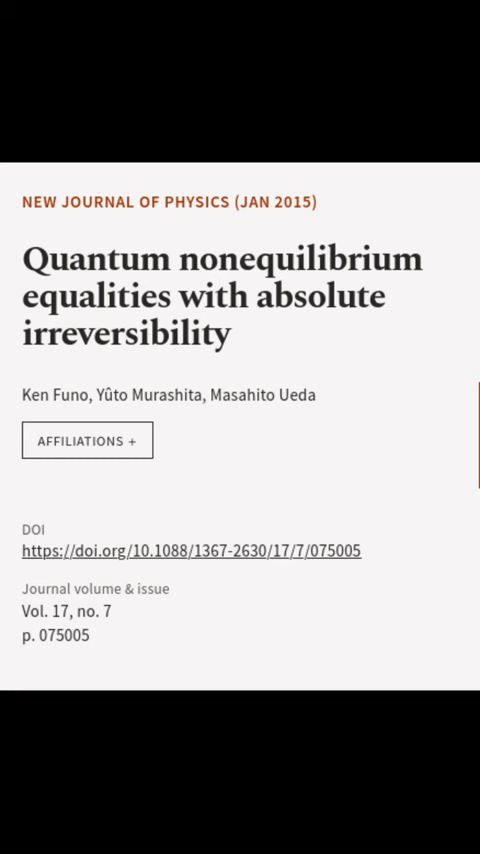 NEW JOURNAL OF PHYSICS (JAN 2015)
Quantum nonequilibrium
equalities with absolute
irreversibility
Ken Funo, Yûto Murashita, Masahito Ueda
AFFILIATIONS +
DOI
https://doi.org/10.1088/1367-2630/17/7/075005
Journal volume & issue
Vol. 17, no. 7
p. 075005